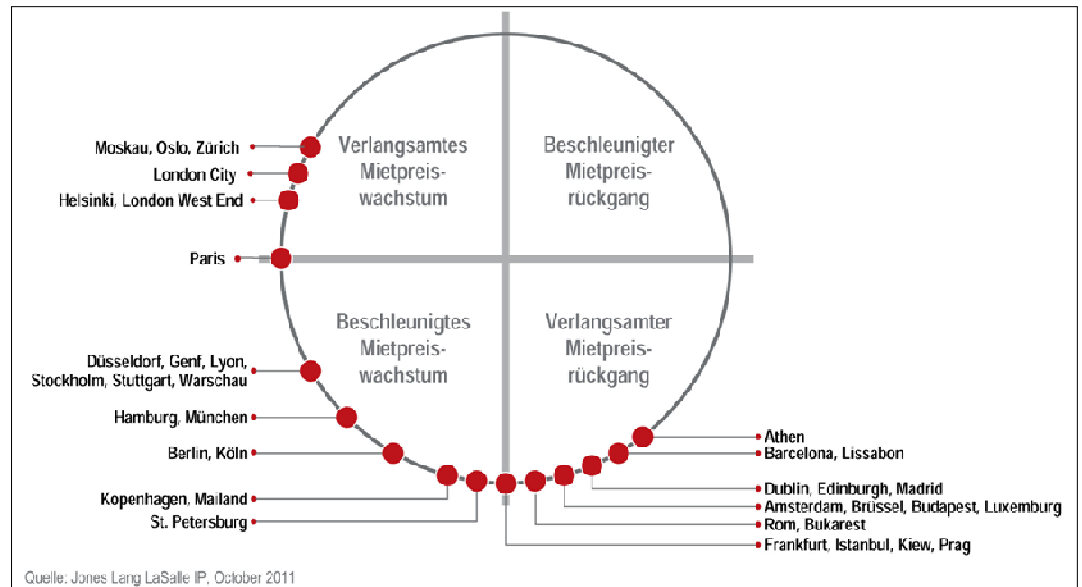 Verlangsamtes
Mietpreis-
wachstum
Beschleunigter
Mietpreis-
rückgang
Moskau, Oslo, Zürich
London City
Helsinki, London West End
Paris
Beschleunigtes
Mietpreis-
wachstum
Verlangsamter
Mietpreis-
rückgang
Düsseldorf, Genf, Lyon,
Stockholm, Stuttgart, Warschau
Hamburg, München
Berlin, Köln
Kopenhagen, Mailand
St. Petersburg
Athen
Barcelona, Lissabon
Dublin, Edinburgh, Madrid
Amsterdam, Brüssel, Budapest, Luxemburg
Rom, Bukarest
Frankfurt, Istanbul, Kiew, Prag
Quelle: Jones Lang LaSalle IP, October 2011